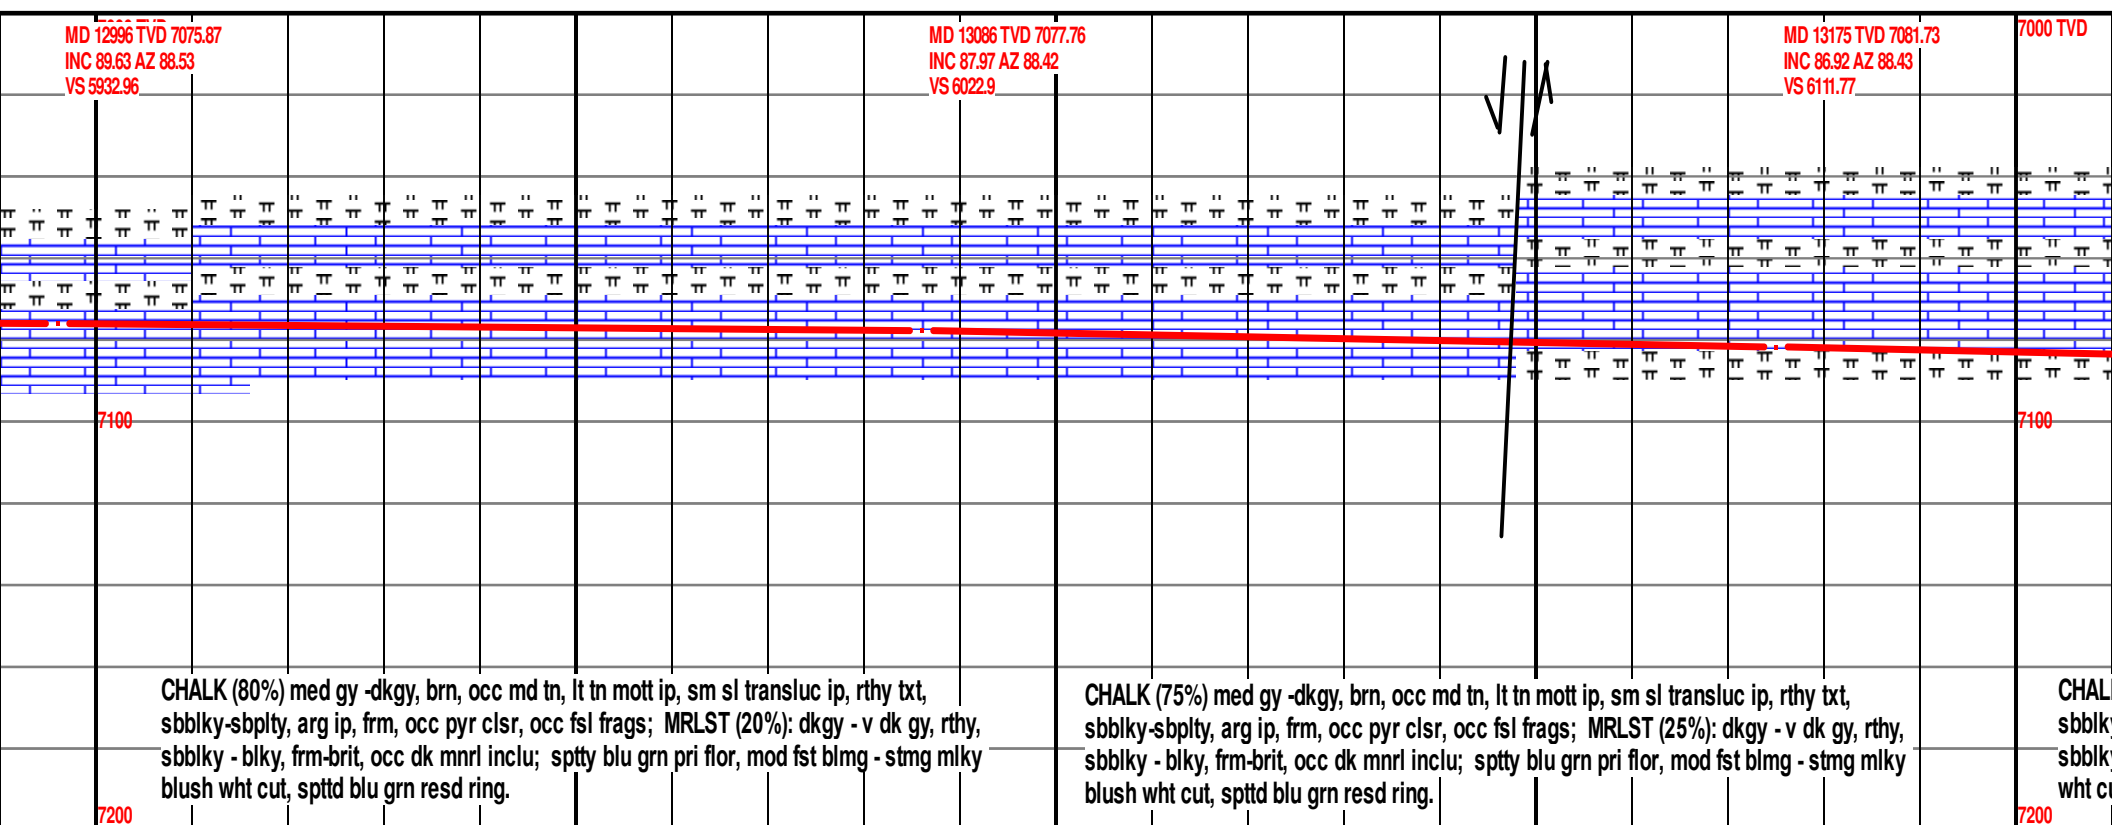 7000 TVD
MD 12996 TVD 7075.87
INC 89.63 AZ 88.53
VS 5932.96
MD 13086 TVD 7077.76
INC 87.97 AZ 88.42
VS 6022.9
MD 13175 TVD 7081.73
INC 86.92 AZ 88.43
VS 6111.77
7000 TVD
7100
7100
CHALK (80%) med gy -dkgy, brn, occ md tn, lt tn mott ip, sm sl transluc ip, rthy txt,
sbblky-sbplty, arg ip, frm, occ pyr clsr, occ fsl frags;  MRLST (20%): dkgy - v dk gy, rthy,
sbblky - blky, frm-brit, occ dk mnrl inclu;  sptty blu grn pri flor, mod fst blmg - stmg mlky
blush wht cut, spttd blu grn resd ring.
CHALK (75%) med gy -dkgy, brn, occ md tn, lt tn mott ip, sm sl transluc ip, rthy txt,
sbblky-sbplty, arg ip, frm, occ pyr clsr, occ fsl frags;  MRLST (25%): dkgy - v dk gy, rthy,
sbblky - blky, frm-brit, occ dk mnrl inclu;  sptty blu grn pri flor, mod fst blmg - stmg mlky
blush wht cut, spttd blu grn resd ring.
sbblky
sbblky
wht
7200
7200